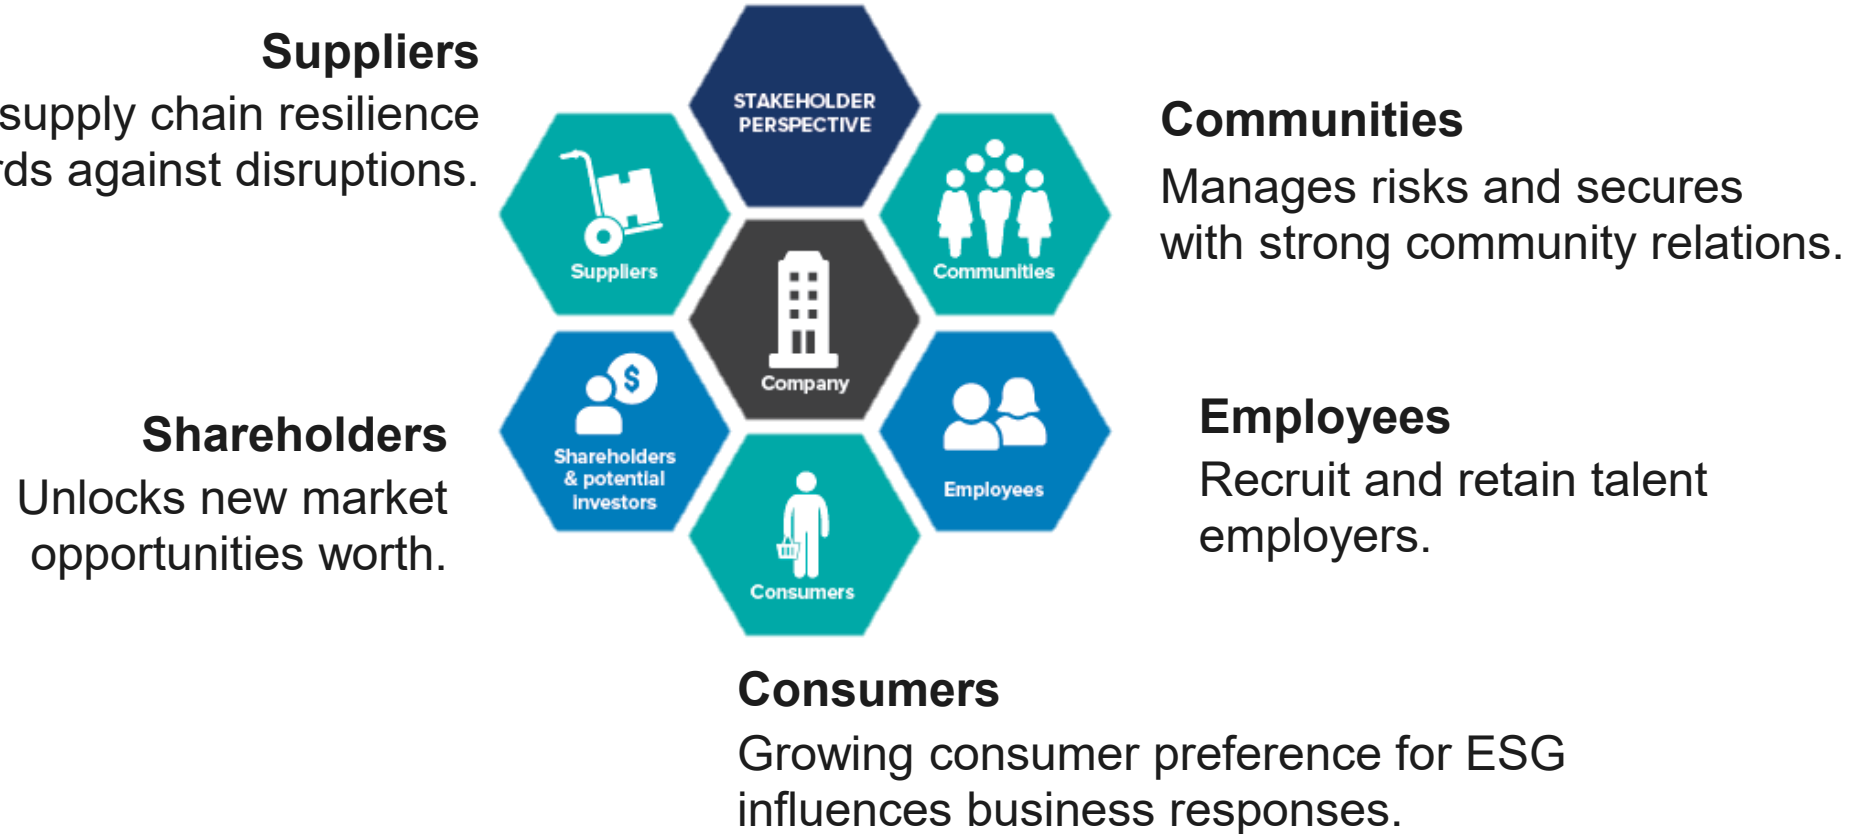 Suppliers
supply chain resilience
against disruptions.
STAKEHOLDER
PERSPECTIVE
Communities
Manages risks and secures
with strong community relations.
Suppliers
Communities
Company
Shareholders
Unlocks new market
opportunities worth.
Shareholders
& potential
investors
Employees
Employees
Recruit and retain talent
employers.
Consumers
Consumers
Growing consumer preference for ESG
influences business responses.